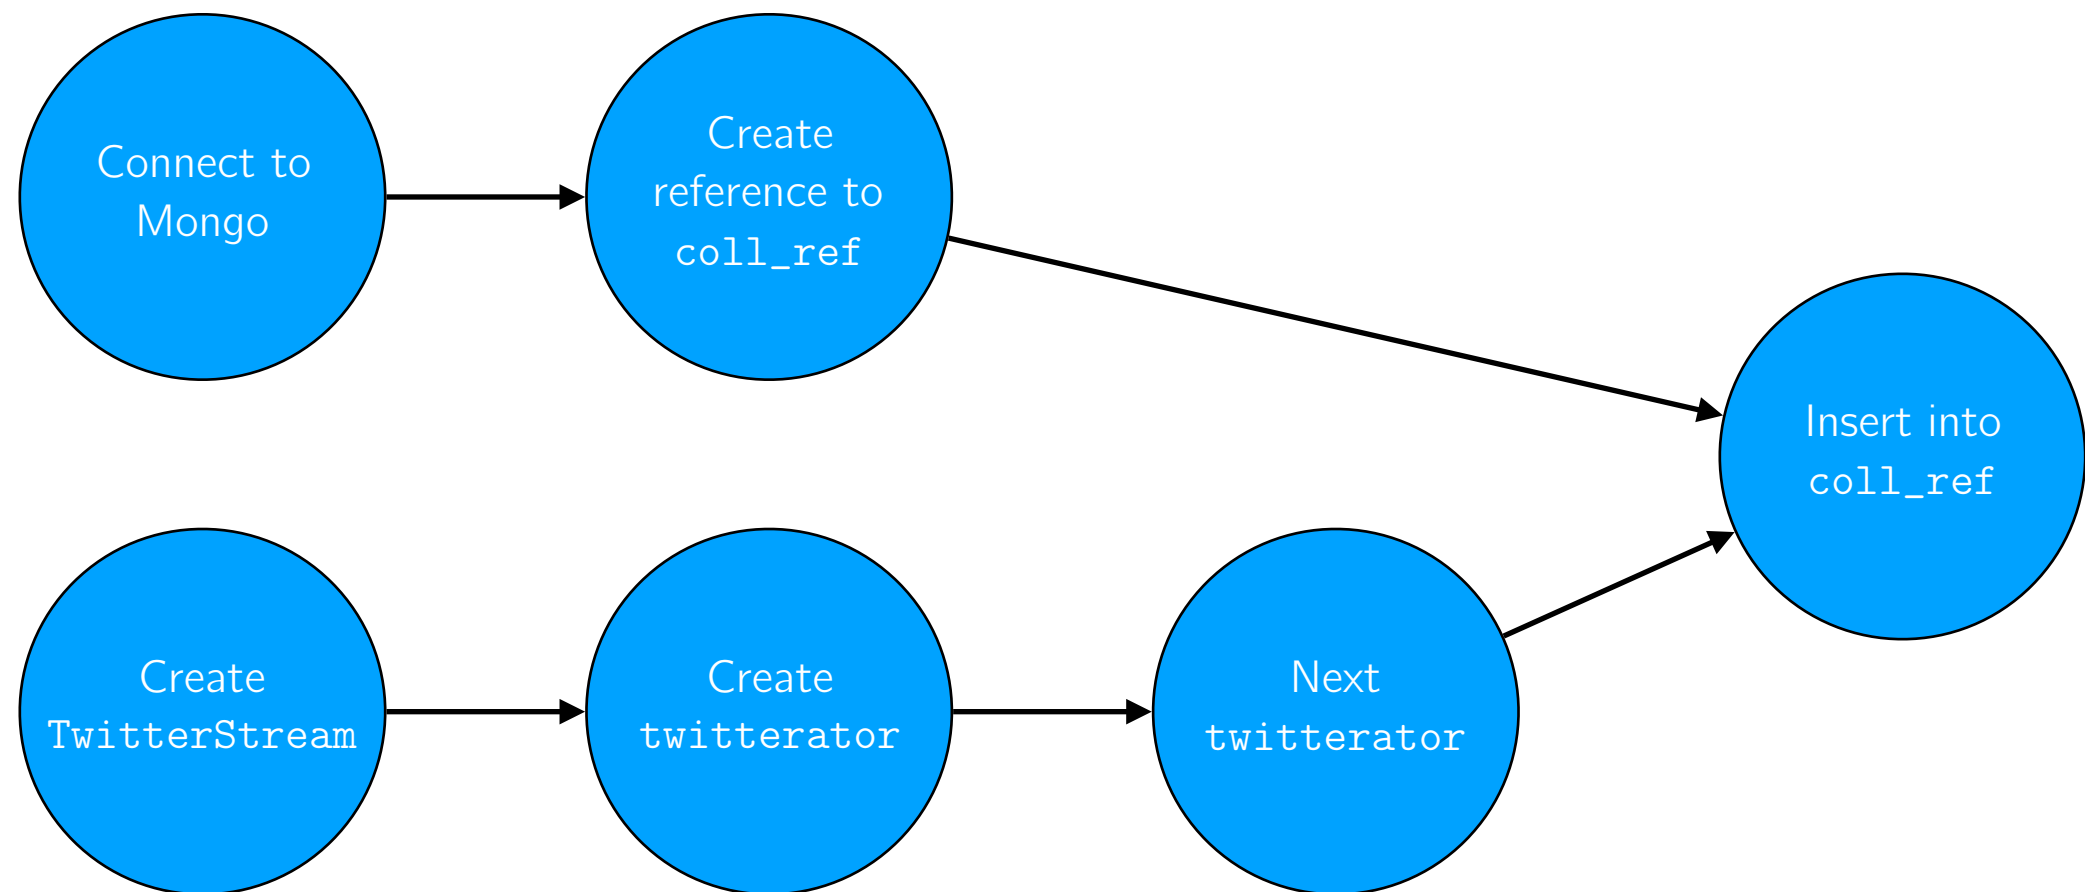 Connect to
Mongo
Create
reference to
coll_ref
Insert into
coll_ref
Create
TwitterStream
Create
twitterator
Next
twitterator